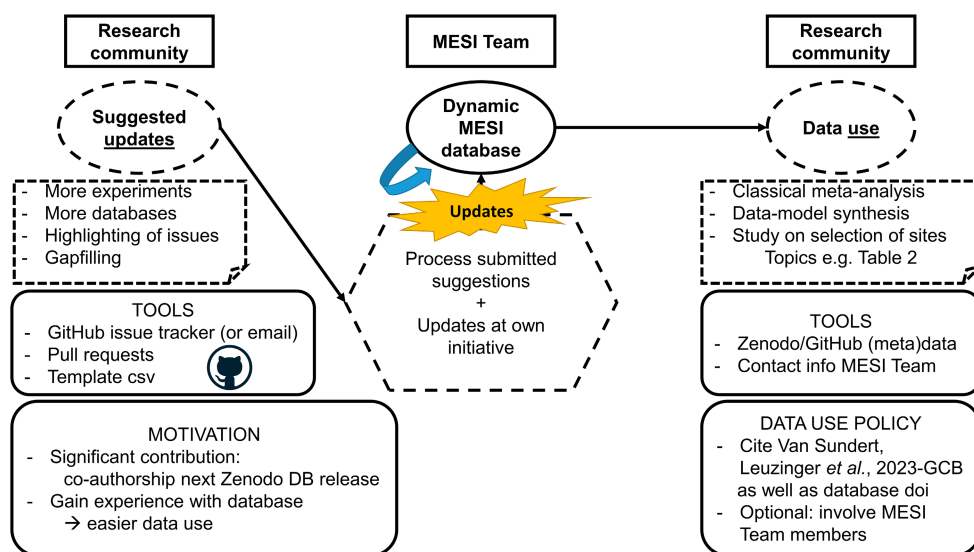 Research
community
Suggested
updates
- More experiments
- More databases
- Highlighting of issues
- Gapfilling
TOOLS
- GitHub issue tracker (or email)
- Pull requests
- Template csv
MOTIVATION
- Significant contribution:
co-authorship next Zenodo DB release
- Gain experience with database
→ easier data use
MESI Team
Dynamic
MESI
database
Updates
Process submitted
suggestions
+
Updates at own
initiative
Research
community
Data use
- Classical meta-analysis
- Data-model synthesis
- Study on selection of sites
Topics e.g. Table 2
TOOLS
- Zenodo/GitHub (meta)data
- Contact info MESI Team
DATA USE POLICY
- Cite Van Sundert,
Leuzinger et al., 2023-GCB
as well as database doi
- Optional: involve MESI
Team members